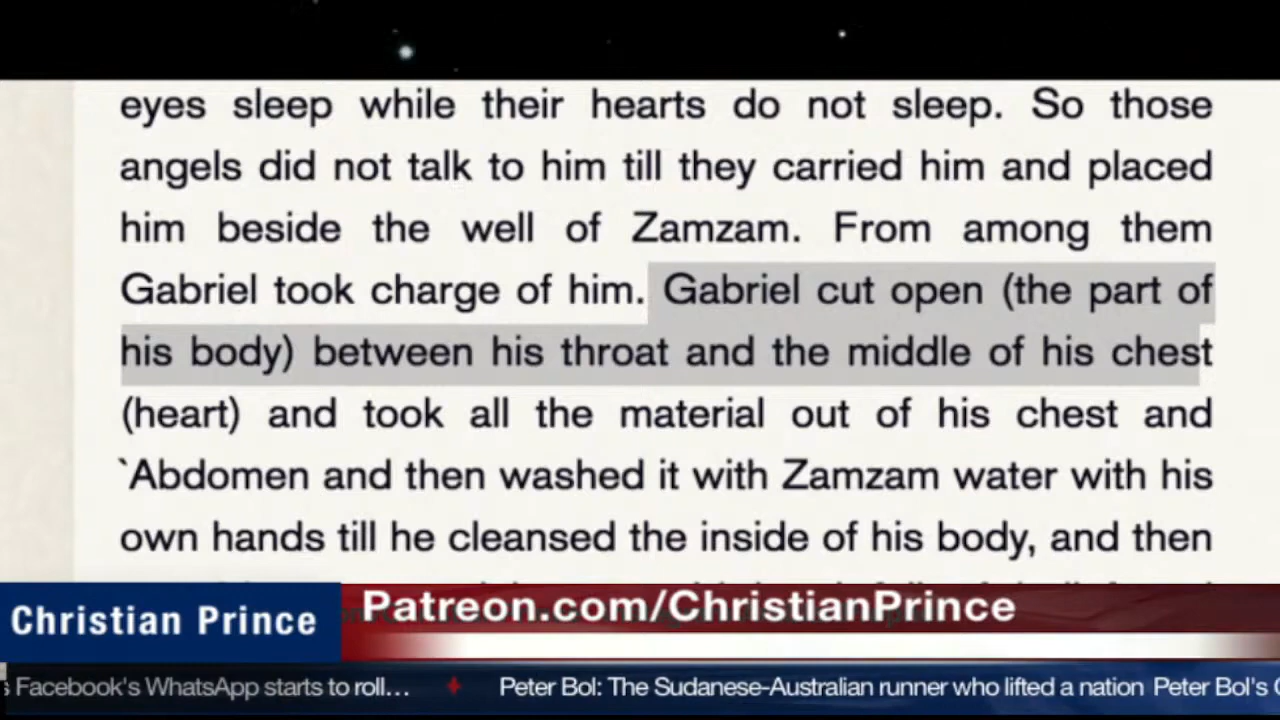 eyes sleep while their hearts do not sleep. So those
angels did not talk to him till they carried him and placed
him beside the well of Zamzam. From among them
Gabriel took charge of him. Gabriel cut open (the part of
his body) between his throat and the middle of his chest
(heart) and took all the material out of his chest and
`Abdomen and then washed it with Zamzam water with his
own hands till he cleansed the inside of his body, and then
Christian Prince
Patreon.com/ChristianPrince
s Facebook's WhatsApp starts to roll... Peter Bol: The Sudanese-Australian runner who lifted a nation Peter Bol's